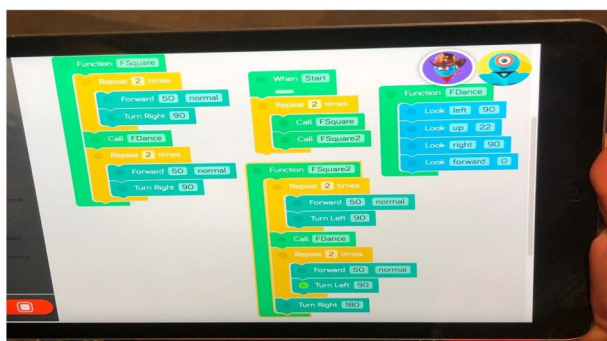 Function FSquare
Repeat 2 times
Forward 50 normal
Turn Right 90
Call FDance
Repeat 2 times
Forward 50 normal
Turn Right 90
When Start
Repeat 2 times
Call FSquare
Call FSquare2
Function FSquare2
Repeat 2 times
Forward 50 normal
Turn Left 90
Call FDance
Repeat 2 times
Forward 50 normal
Turn Left 90
Turn Right 180
Function FDance
Look left 90
Look up 22
Look right 90
Look forward 0